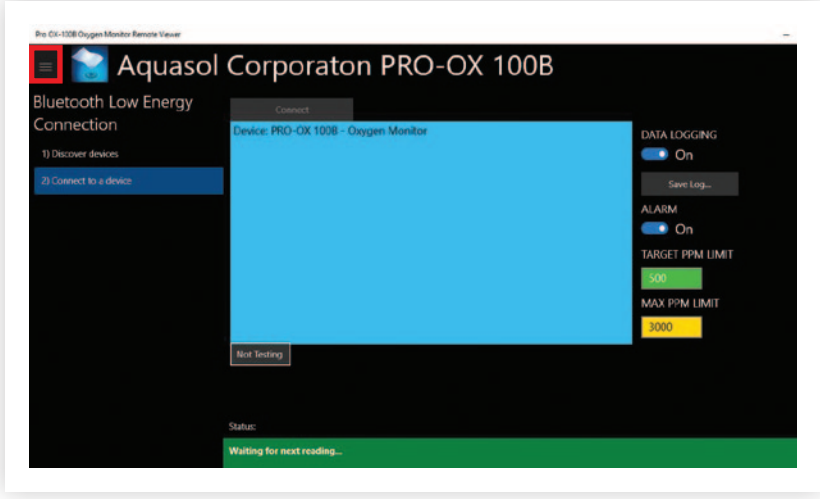 Pro OX-100B Oxygen Monitor Remote Viewer
Aquasol Corporaton PRO-OX 100B
Bluetooth Low Energy
Connection
1) Discover devices
2) Connect to a device
Connect
Device: PRO-OX 100B - Oxygen Monitor
Not Testing
DATA LOGGING
On
Save Log...
ALARM
On
TARGET PPM LIMIT
500
MAX PPM LIMIT
3000
Status:
Waiting for next reading...